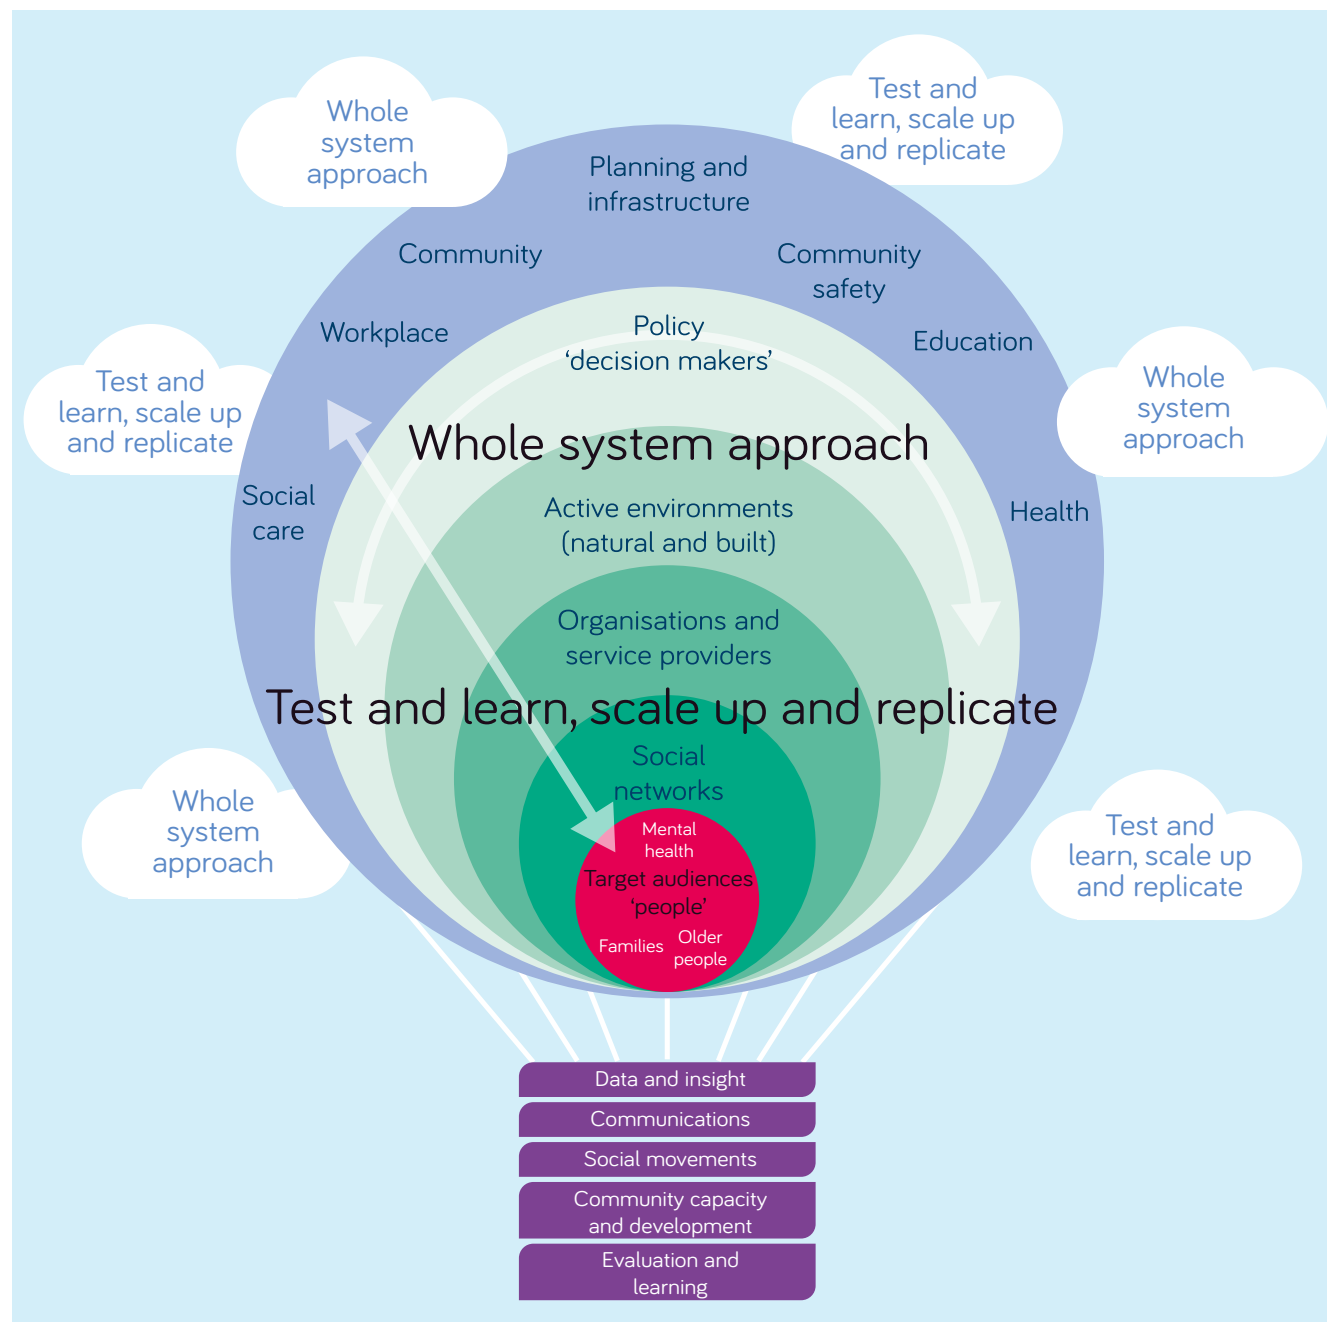 Test and
learn, scale up
and replicate
Whole
system
approach
Planning and
infrastructure
Community
Community
safety
Workplace
Education
Policy
‘decision makers’
Test and
learn, scale up
and replicate
Whole
system
approach
Whole system approach
Social
care
Health
Active environments
(natural and built)
Organisations and
service providers
Test and learn, scale up and replicate
Social
networks
Whole
system
approach
Test and
learn, scale up
and replicate
Mental
health
Target audiences
‘people’
Families
Older
people
Data and insight
Communications
Social movements
Community capacity
and development
Evaluation and
learning